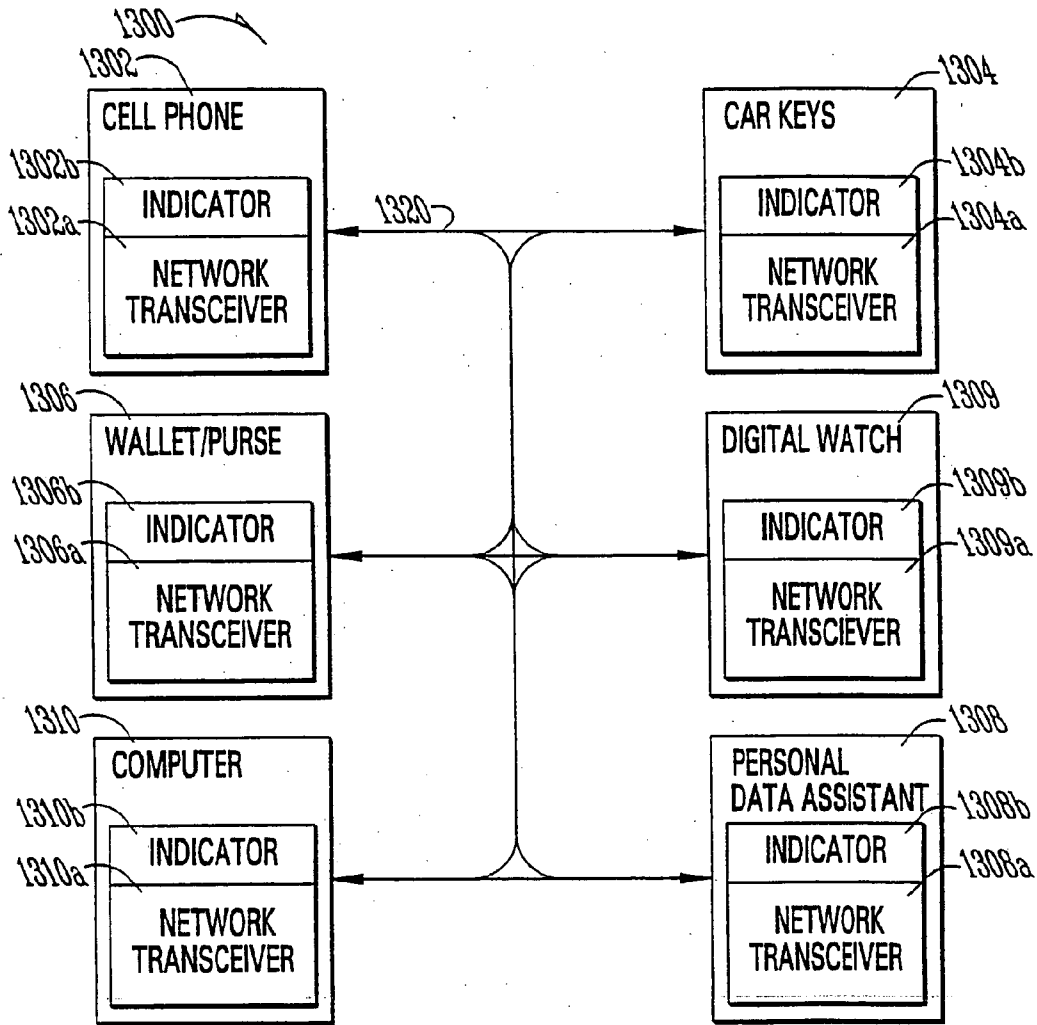 1300
1302
CELL PHONE
1302b
INDICATOR
1302a
NETWORK
TRANSCEIVER
1320
1304
CAR KEYS
1304b
INDICATOR
1304a
NETWORK
TRANSCEIVER
1306
WALLET/PURSE
1306b
INDICATOR
1306a
NETWORK
TRANSCEIVER
1309
DIGITAL WATCH
1309b
INDICATOR
1309a
NETWORK
TRANSCIEVER
1310
COMPUTER
1310b
INDICATOR
1310a
NETWORK
TRANSCEIVER
1308
PERSONAL
DATA ASSISTANT
1308b
INDICATOR
1308a
NETWORK
TRANSCEIVER